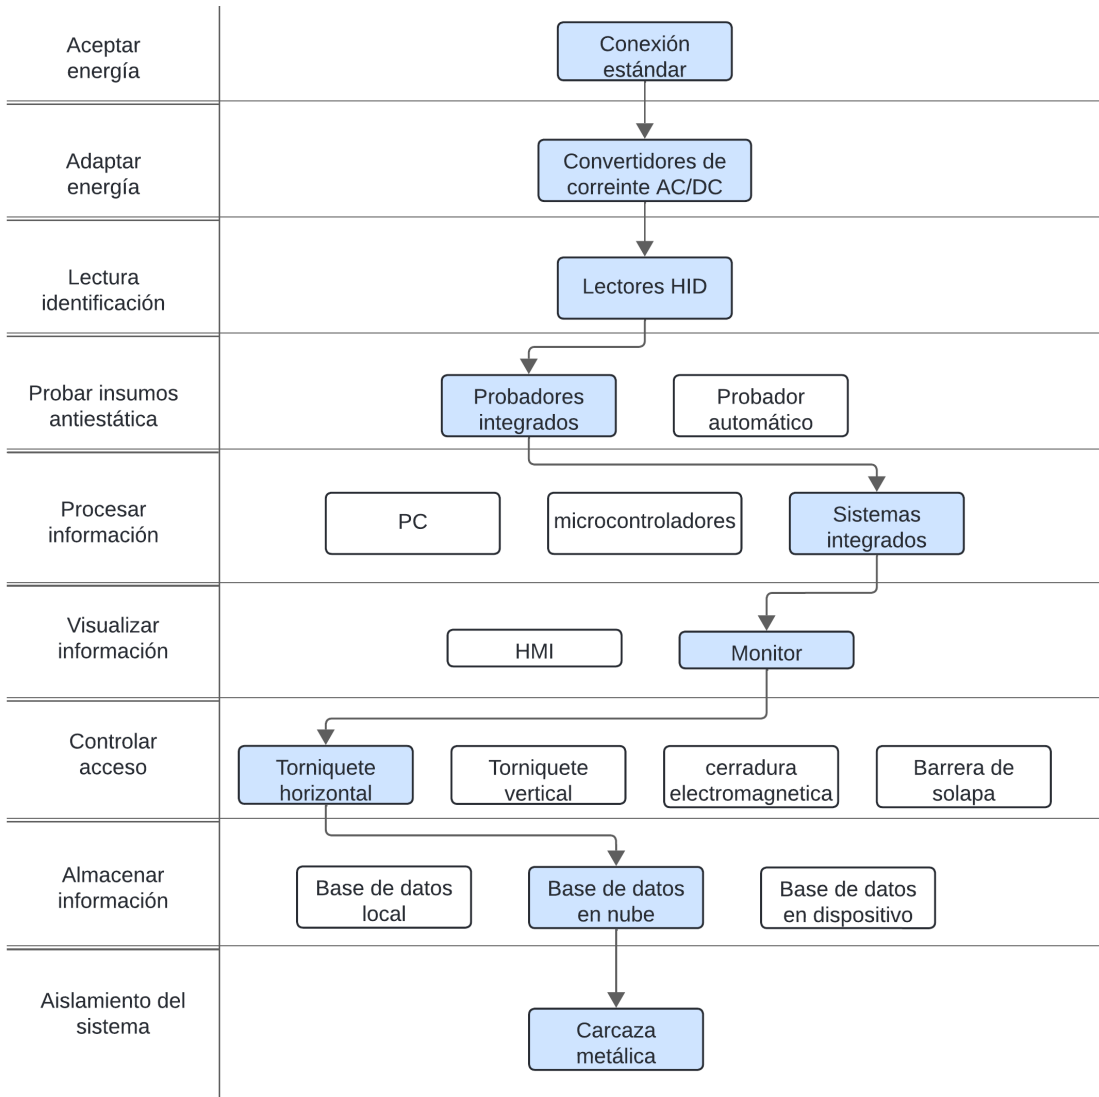 Aceptar
energía
Conexión
estándar
Adaptar
energía
Convertidores de
correinte AC/DC
Lectura
identificación
Lectores HID
Probar insumos
antiestática
Probadores
integrados
Probador
automático
Procesar
información
PC
microcontroladores
Sistemas
integrados
Visualizar
información
HMI
Monitor
Controlar
acceso
Torniquete
horizontal
Torniquete
vertical
cerradura
electromagnetica
Barrera de
solapa
Almacenar
información
Base de datos
local
Base de datos
en nube
Base de datos
en dispositivo
Aislamiento del
sistema
Carcaza
metálica